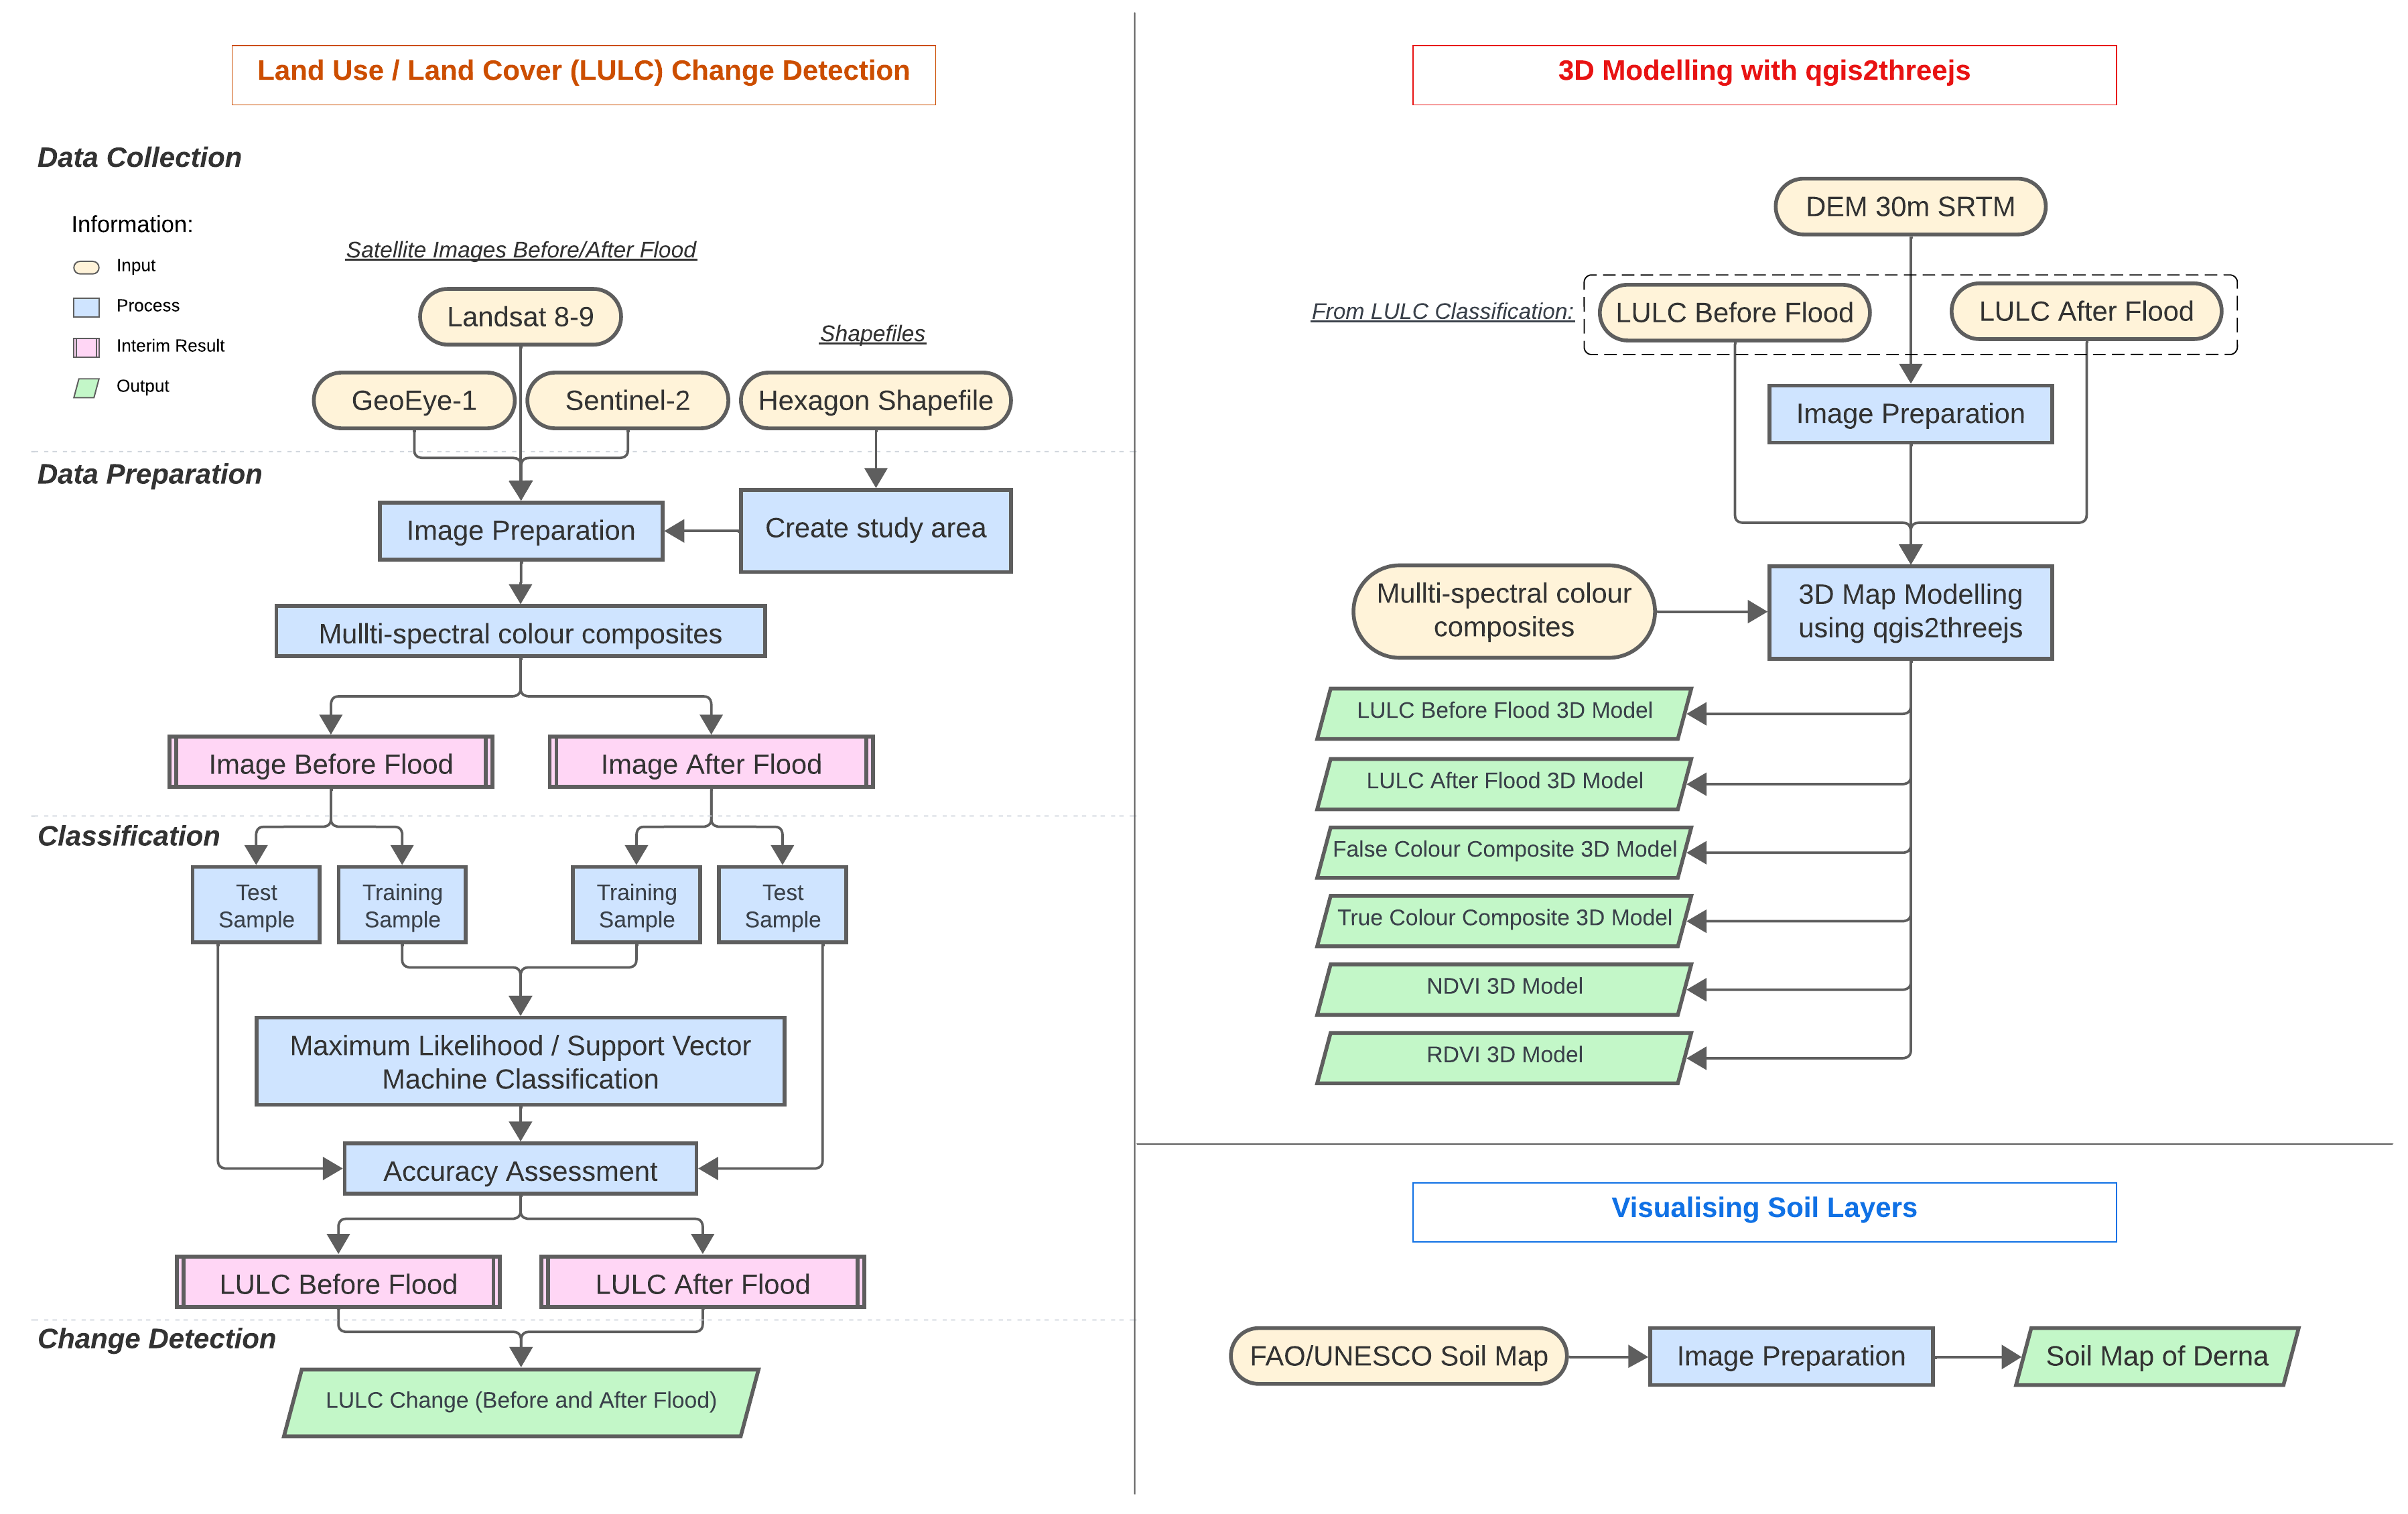 Land Use / Land Cover (LULC) Change Detection
Data Collection
Information:
Input
Process
Interim Result
Output
Satellite Images Before/After Flood
Landsat 8-9
Shapefiles
GeoEye-1
Sentinel-2
Hexagon Shapefile
Data Preparation
Image Preparation
Create study area
Mullti-spectral colour composites
Image Before Flood
Image After Flood
Classification
Test
Sample
Training
Sample
Training
Sample
Test
Sample
Maximum Likelihood / Support Vector
Machine Classification
Accuracy Assessment
LULC Before Flood
LULC After Flood
Change Detection
LULC Change (Before and After Flood)
3D Modelling with qgis2threejs
DEM 30m SRTM
From LULC Classification:
LULC Before Flood
LULC After Flood
Image Preparation
Mullti-spectral colour
composites
3D Map Modelling
using qgis2threejs
LULC Before Flood 3D Model
LULC After Flood 3D Model
False Colour Composite 3D Model
True Colour Composite 3D Model
NDVI 3D Model
RDVI 3D Model
Visualising Soil Layers
FAO/UNESCO Soil Map
Image Preparation
Soil Map of Derna